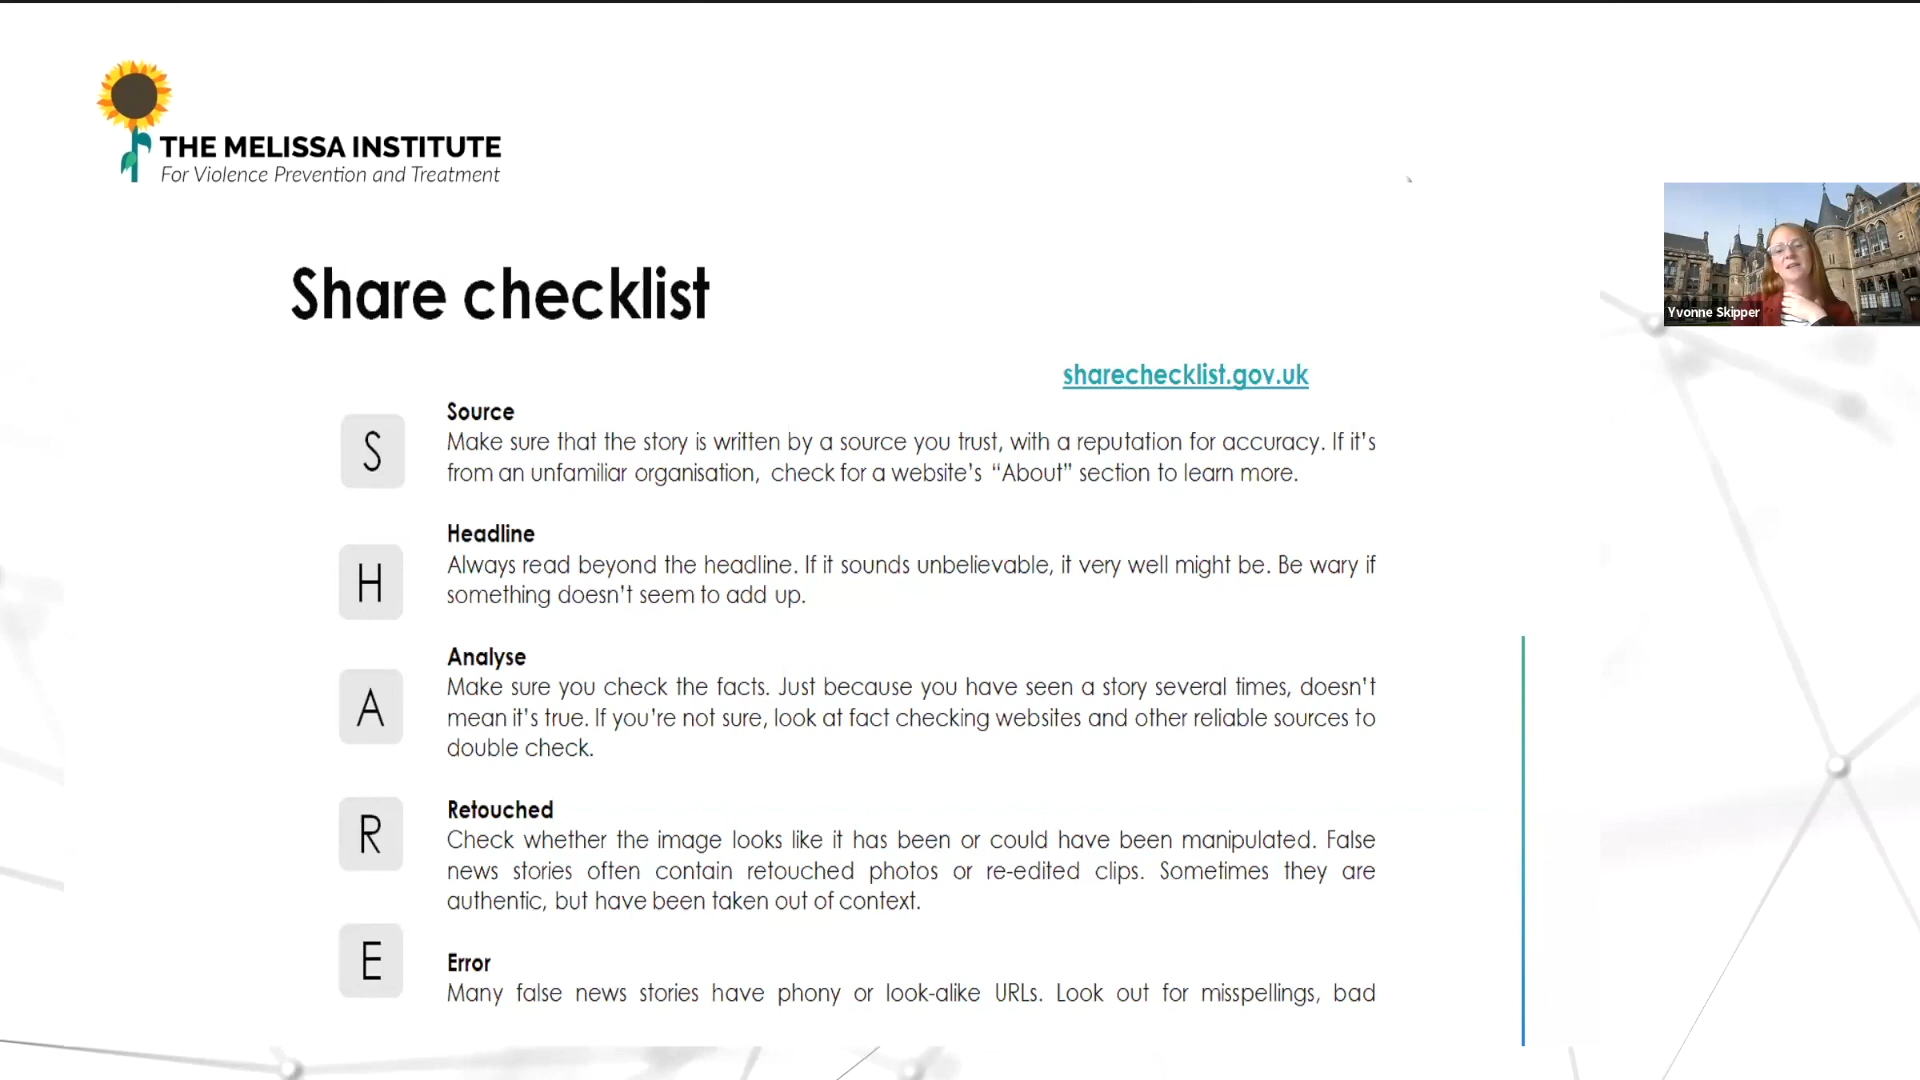 THE MELISSA INSTITUTE
For Violence Prevention and Treatment
Yvonne Skipper
Share checklist
sharechecklist.gov.uk
S
Source
Make sure that the story is written by a source you trust, with a reputation for accuracy. If it's
from an unfamiliar organisation, check for a website's “About” section to learn more.
H
Headline
Always read beyond the headline. If it sounds unbelievable, it very well might be. Be wary if
something doesn't seem to add up.
A
Analyse
Make sure you check the facts. Just because you have seen a story several times, doesn't
mean it's true. If you're not sure, look at fact checking websites and other reliable sources to
double check.
R
Retouched
Check whether the image looks like it has been or could have been manipulated. False
news stories often contain retouched photos or re-edited clips. Sometimes they are
authentic, but have been taken out of context.
E
Error
Many false news stories have phony or look-alike URLs. Look out for misspellings, bad